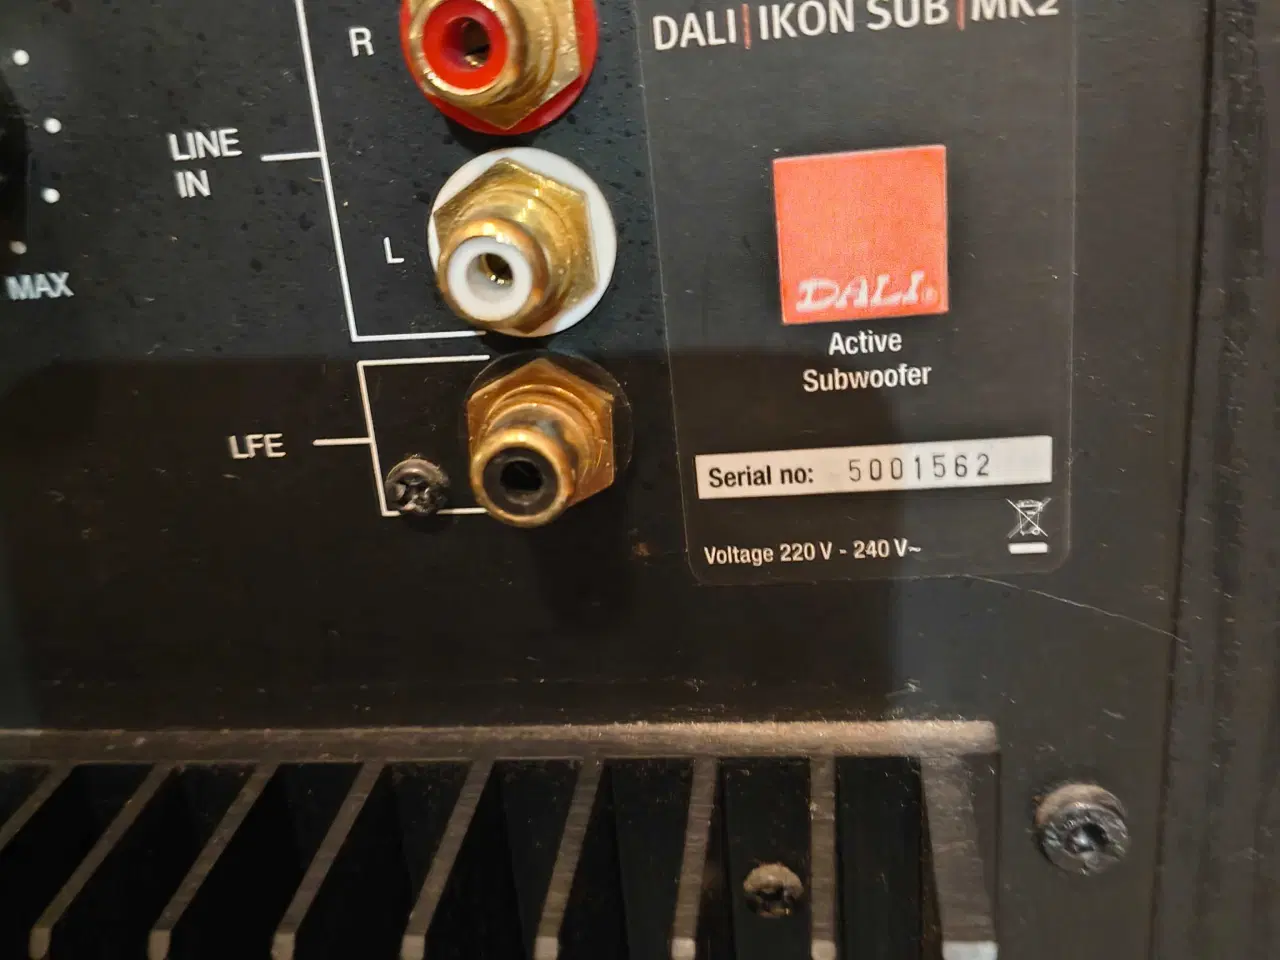 DALI | IKON SUB | MK2
R
LINE
IN
L
MAX
DALI®
Active
Subwoofer
LFE
Serial no: 5001562
Voltage 220 V - 240 V~